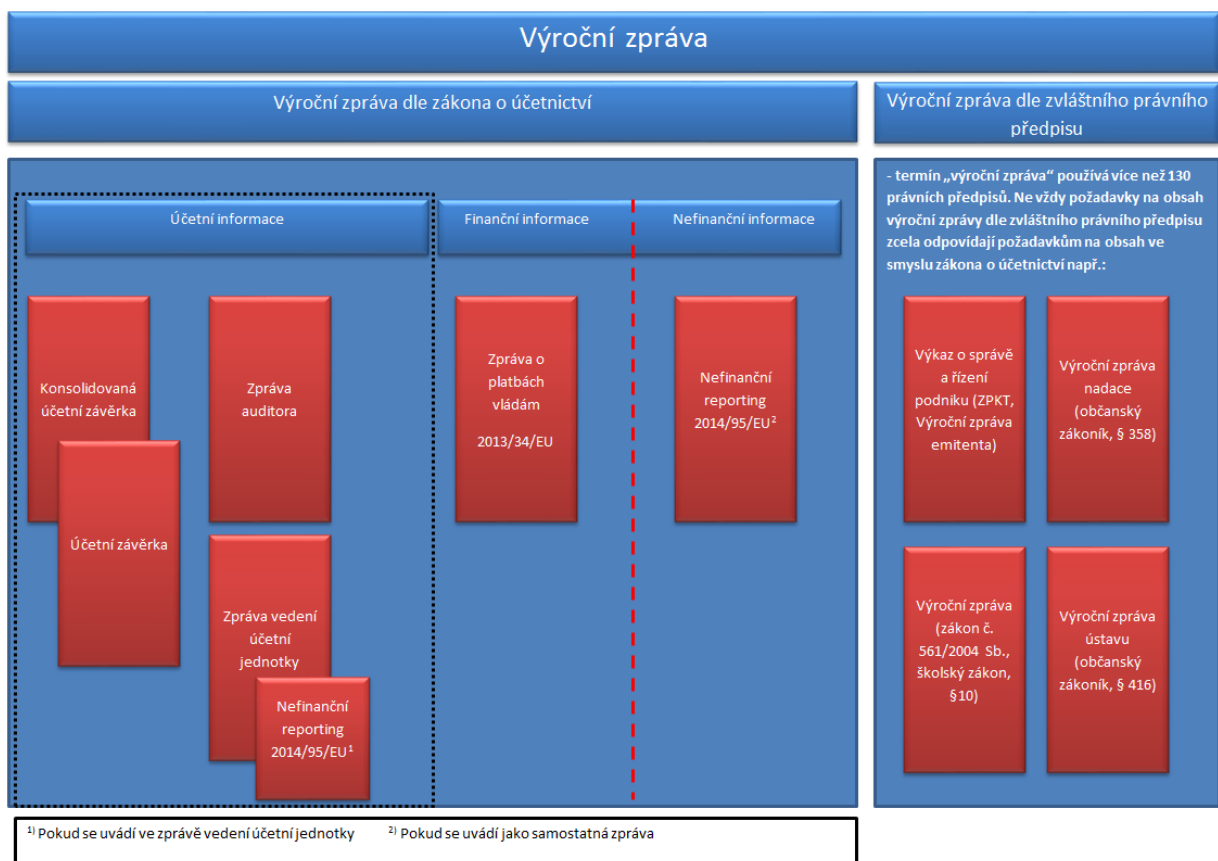 Výroční zpráva
Výroční zpráva dle zákona o účetnictví
Výroční zpráva dle zvláštního právního
předpisu
Účetní informace
Finanční informace
Nefinanční informace
Konsolidovaná
účetní závěrka
Účetní závěrka
Zpráva
auditora
Zpráva vedení
účetní
jednotky
Nefinanční
reporting
2014/95/EU¹
Zpráva o
platbách
vládám
2013/34/EU
Nefinanční
reporting
2014/95/EU²
- termín „výroční zpráva“ používá více než 130
právních předpisů. Ne vždy požadavky na obsah
výroční zprávy dle zvláštního právního předpisu
zcela odpovídají požadavkům na obsah ve
smyslu zákona o účetnictví např.:
Výkaz o správě
a řízení
podniku (ZPKT,
Výroční zpráva
emitenta)
Výroční zpráva
nadace
(občanský
zákoník, § 358)
Výroční zpráva
(zákon č.
561/2004 Sb.,
školský zákon,
§10)
Výroční zpráva
ústavu
(občanský
zákoník, § 416)
¹⁾ Pokud se uvádí ve zprávě vedení účetní jednotky ²⁾ Pokud se uvádí jako samostatná zpráva